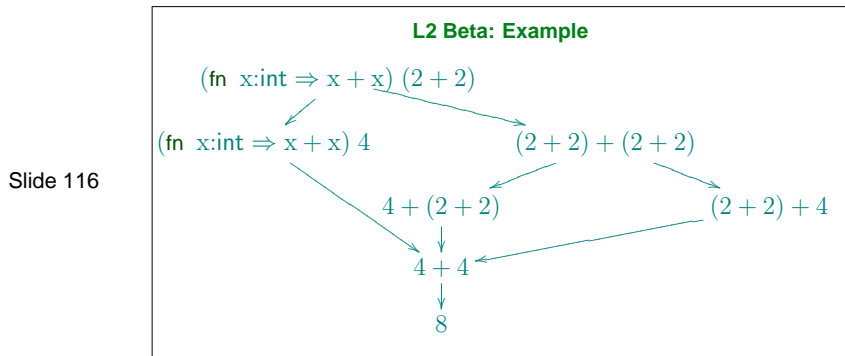 L2 Beta: Example
(fn x:int ⇒ x + x) (2 + 2)
(fn x:int ⇒ x + x) 4
(2 + 2) + (2 + 2)
Slide 116
4 + (2 + 2)
(2 + 2) + 4
4 + 4
8